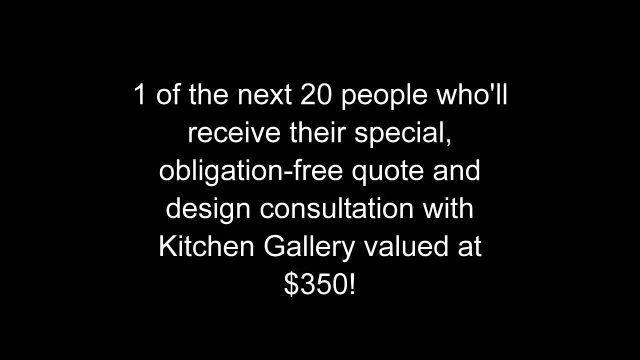 1 of the next 20 people who'll
receive their special,
obligation-free quote and
design consultation with
Kitchen Gallery valued at
$350!